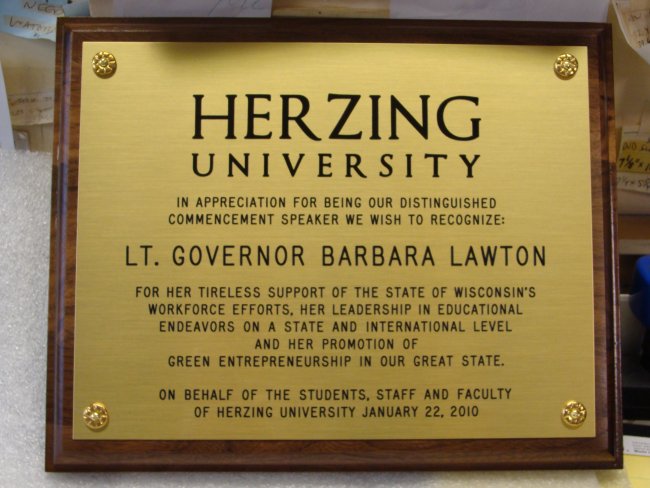 HERZING
UNIVERSITY
IN APPRECIATION FOR BEING OUR DISTINGUISHED
COMMENCEMENT SPEAKER WE WISH TO RECOGNIZE:
LT. GOVERNOR BARBARA LAWTON
FOR HER TIRELESS SUPPORT OF THE STATE OF WISCONSIN'S
WORKFORCE EFFORTS, HER LEADERSHIP IN EDUCATIONAL
ENDEAVORS ON A STATE AND INTERNATIONAL LEVEL
AND HER PROMOTION OF
GREEN ENTREPRENEURSHIP IN OUR GREAT STATE.
ON BEHALF OF THE STUDENTS, STAFF AND FACULTY
OF HERZING UNIVERSITY JANUARY 22, 2010